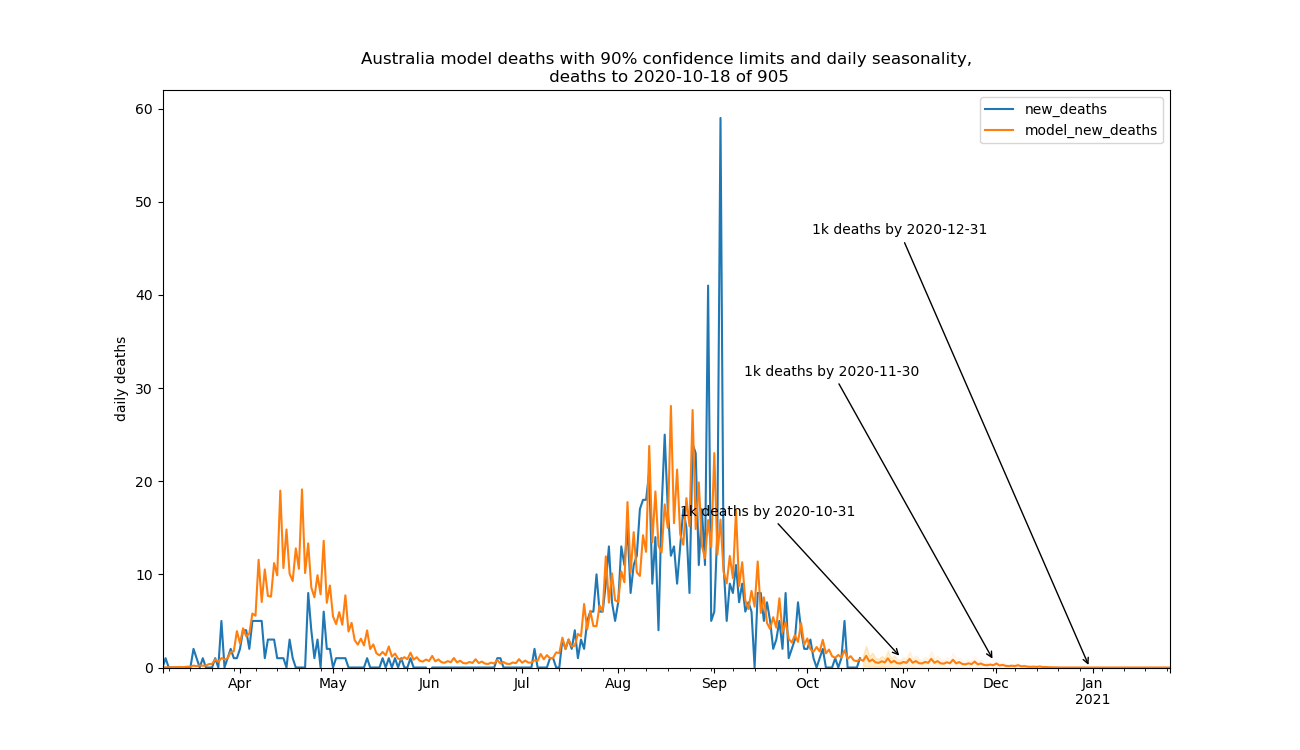 Australia model deaths with 90% confidence limits and daily seasonality,
deaths to 2020-10-18 of 905
60
new_deaths
model_new_deaths
50
1k deaths by 2020-12-31
40
daily deaths
1k deaths by 2020-11-30
30
20
1k deaths by 2020-10-31
10
0
Apr May Jun Jul Aug Sep Oct Nov Dec Jan
2021